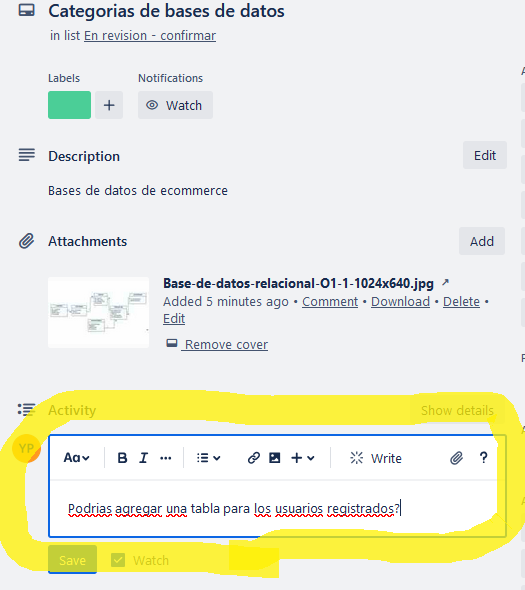 Categorias de bases de datos
in list En revision - confirmar
Labels Notifications
+ Watch
Description Edit
Bases de datos de ecommerce
Attachments Add
Base-de-datos-relacional-O1-1-1024x640.jpg ↗
Added 5 minutes ago • Comment • Download • Delete •
Edit
Remove cover
Activity Show details
YP
Aa B I ••• + Write ?
Podrias agregar una tabla para los usuarios registrados?
Save Watch